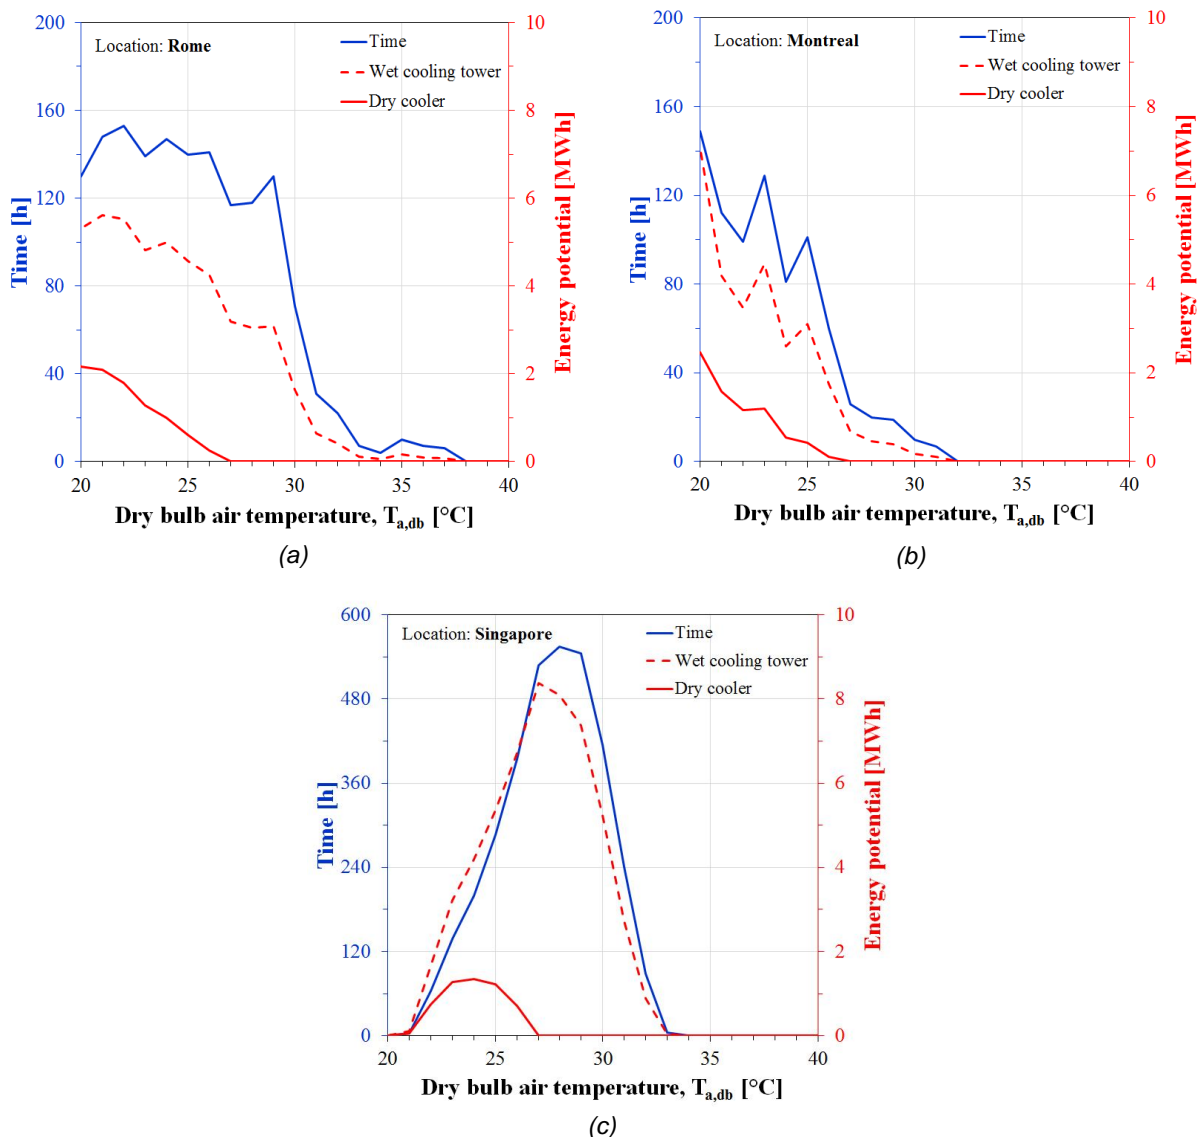 Location: Rome
Time
Wet cooling tower
Dry cooler
200
160
120
80
40
0
Time [h]
10
8
6
4
2
0
Energy potential [MWh]
20 25 30 35 40
Dry bulb air temperature, Ta,db [°C]
(a)
Location: Montreal
Time
Wet cooling tower
Dry cooler
200
160
120
80
40
0
Time [h]
10
8
6
4
2
0
Energy potential [MWh]
20 25 30 35 40
Dry bulb air temperature, Ta,db [°C]
(b)
Location: Singapore
Time
Wet cooling tower
Dry cooler
600
480
360
240
120
0
Time [h]
10
8
6
4
2
0
Energy potential [MWh]
20 25 30 35 40
Dry bulb air temperature, Ta,db [°C]
(c)